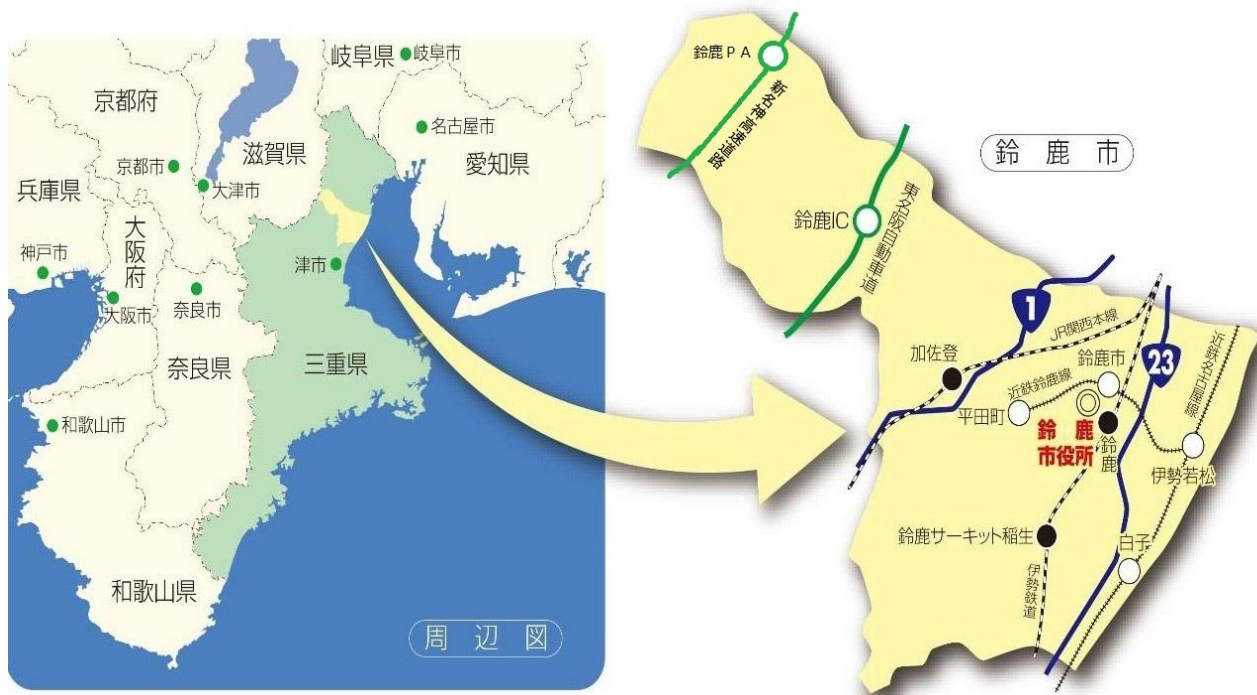 岐阜県
岐阜市
京都府
名古屋市
滋賀県
愛知県
京都市
大津市
兵庫県
大阪府
神戸市
津市
大阪市
奈良市
奈良県
三重県
和歌山市
和歌山県
周辺図
鈴鹿PA
新名神高速道路
鈴鹿市
鈴鹿IC
東名阪自動車道
1
JR関西本線
加佐登
鈴鹿市
23
近鉄名古屋線
近鉄鈴鹿線
平田町
鈴鹿
市役所
鈴鹿
伊勢若松
鈴鹿サーキット稲生
白子
伊勢鉄道